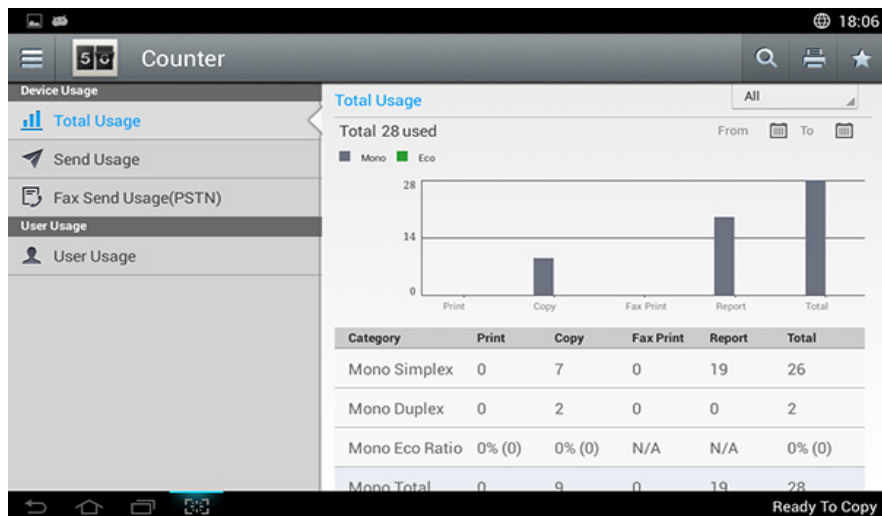 18:06
50 Counter
Device Usage
Total Usage
Send Usage
Fax Send Usage(PSTN)
User Usage
User Usage
Total Usage All
Total 28 used From To
Mono Eco
28
14
0
Print Copy Fax Print Report Total
Category Print Copy Fax Print Report Total
Mono Simplex 0 7 0 19 26
Mono Duplex 0 2 0 0 2
Mono Eco Ratio 0% (0) 0% (0) N/A N/A 0% (0)
Mono Total 0 9 0 19 28
Ready To Copy